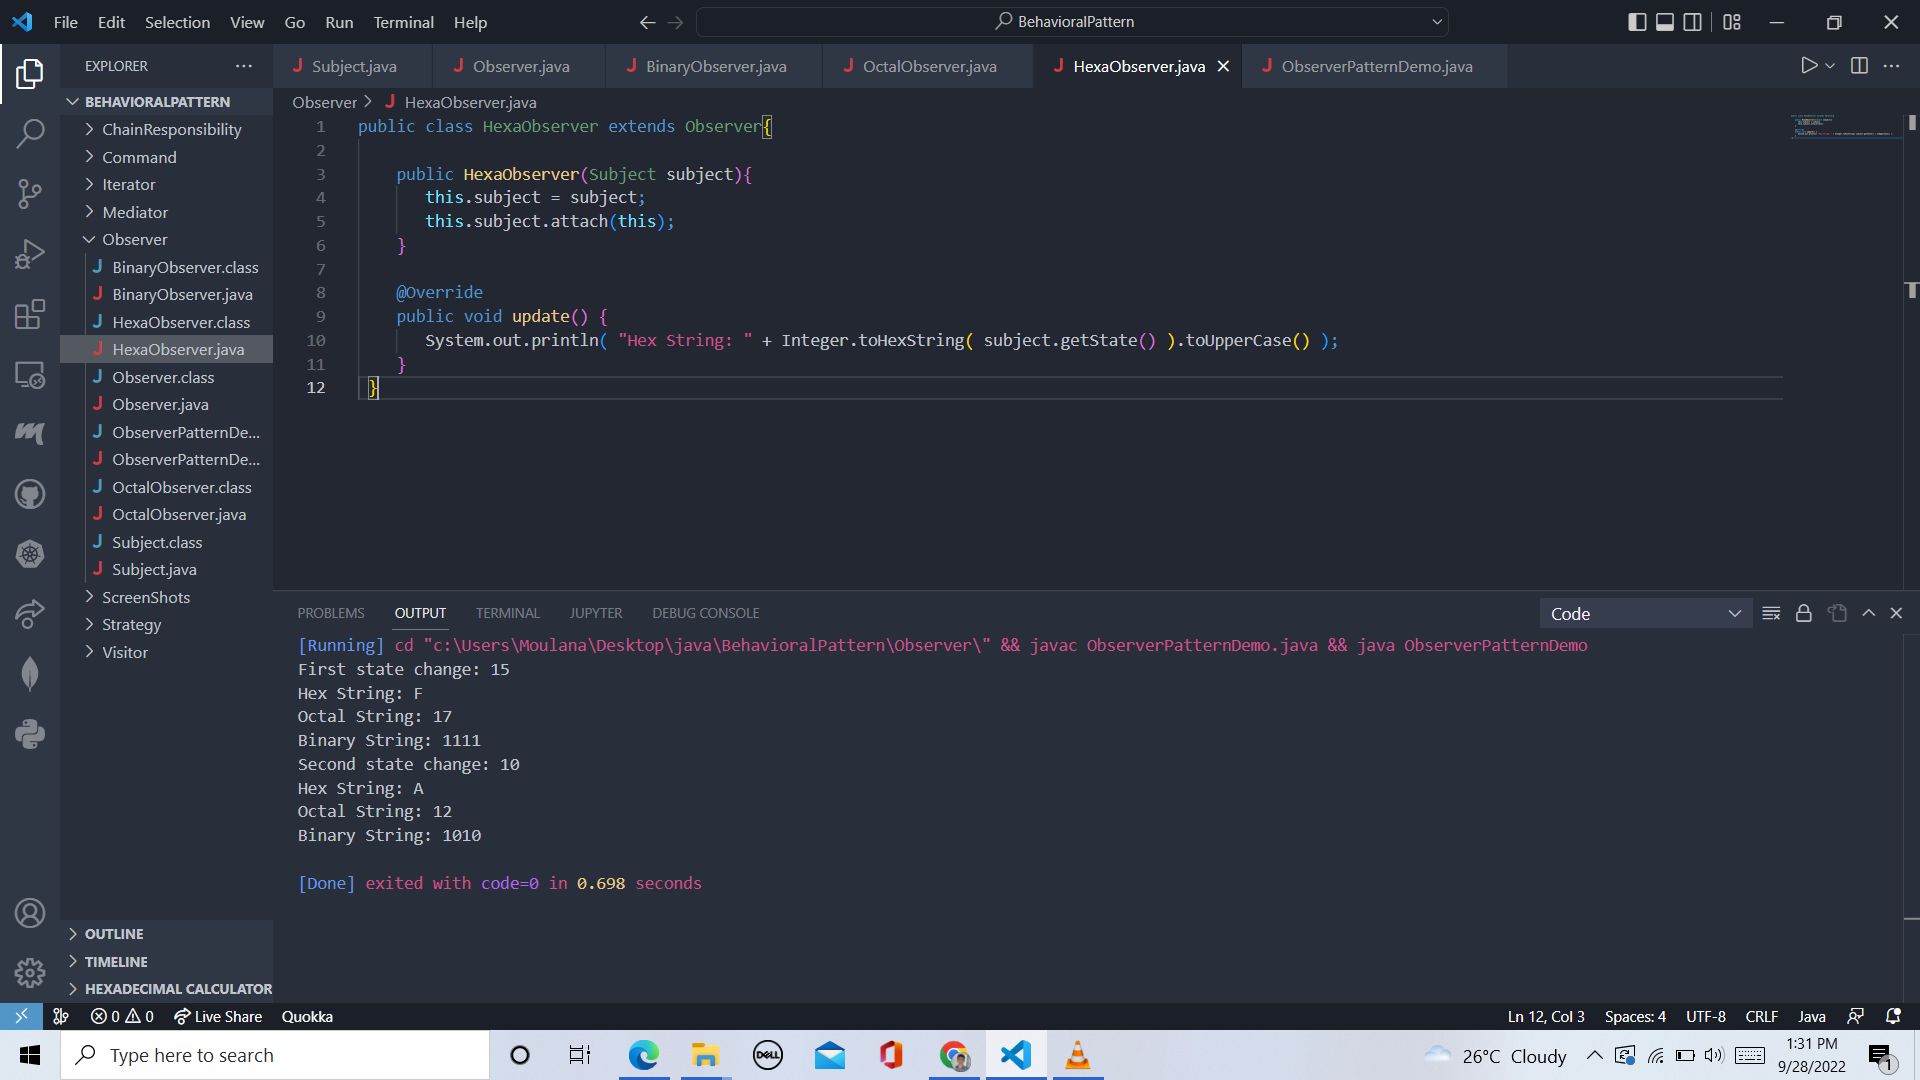 File Edit Selection View Go Run Terminal Help
BehavioralPattern
EXPLORER
Subject.java
Observer.java
BinaryObserver.java
OctalObserver.java
HexaObserver.java
ObserverPatternDemo.java
BEHAVIORALPATTERN
ChainResponsibility
Command
Iterator
Mediator
Observer
BinaryObserver.class
BinaryObserver.java
HexaObserver.class
HexaObserver.java
Observer.class
Observer.java
ObserverPatternDe...
ObserverPatternDe...
OctalObserver.class
OctalObserver.java
Subject.class
Subject.java
ScreenShots
Strategy
Visitor
OUTLINE
TIMELINE
HEXADECIMAL CALCULATOR
Observer > HexaObserver.java
1 public class HexaObserver extends Observer{
2
3 public HexaObserver(Subject subject){
4 this.subject = subject;
5 this.subject.attach(this);
6 }
7
8 @Override
9 public void update() {
10 System.out.println( "Hex String: " + Integer.toHexString( subject.getState() ).toUpperCase() );
11 }
12 }
PROBLEMS OUTPUT TERMINAL JUPYTER DEBUG CONSOLE
Code
[Running] cd "c:\Users\Moulana\Desktop\java\BehavioralPattern\Observer\" && javac ObserverPatternDemo.java && java ObserverPatternDemo
First state change: 15
Hex String: F
Octal String: 17
Binary String: 1111
Second state change: 10
Hex String: A
Octal String: 12
Binary String: 1010
[Done] exited with code=0 in 0.698 seconds
0 0 Live Share Quokka
Ln 12, Col 3 Spaces: 4 UTF-8 CRLF Java
Type here to search
DELL
26°C Cloudy
1:31 PM
9/28/2022
1